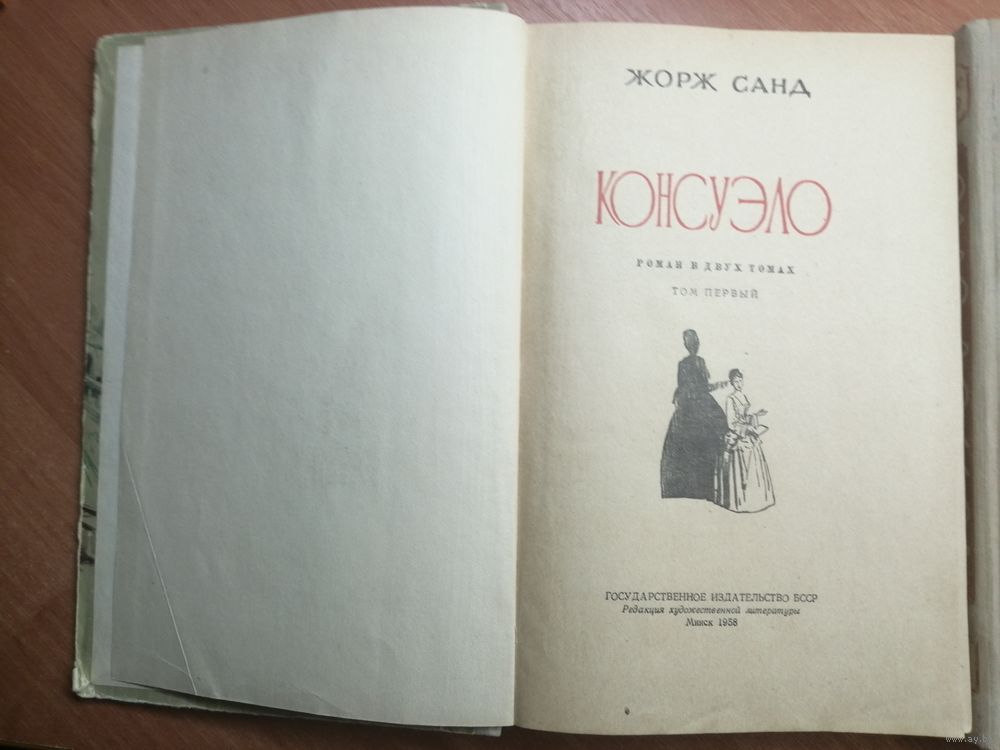 ЖОРЖ САНД
КОНСУЭЛО
РОМАН В ДВУХ ТОМАХ
ТОМ ПЕРВЫЙ
ГОСУДАРСТВЕННОЕ ИЗДАТЕЛЬСТВО БССР
Редакция художественной литературы
Минск 1958